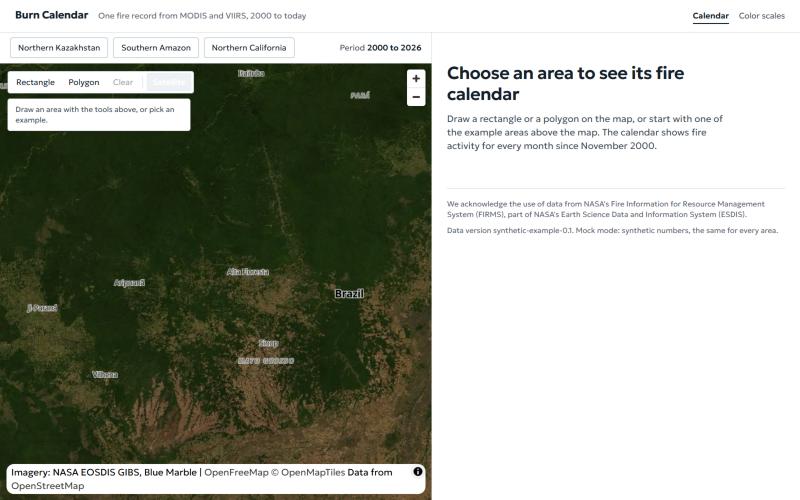 Burn Calendar One fire record from MODIS and VIIRS, 2000 to today Calendar Color scales
Northern Kazakhstan Southern Amazon Northern California Period 2000 to 2026
Rectangle Polygon Clear
Draw an area with the tools above, or pick an
example.
Itaituba
PARÁ
Alta Floresta
Aripuanã
Brazil
Ji-Paraná
Sinop
MATO GROSSO
Vilhena
Imagery: NASA EOSDIS GIBS, Blue Marble | OpenFreeMap © OpenMapTiles Data from
OpenStreetMap
Choose an area to see its fire
calendar
Draw a rectangle or a polygon on the map, or start with one of
the example areas above the map. The calendar shows fire
activity for every month since November 2000.
We acknowledge the use of data from NASA's Fire Information for Resource Management
System (FIRMS), part of NASA's Earth Science Data and Information System (ESDIS).
Data version synthetic-example-0.1. Mock mode: synthetic numbers, the same for every area.